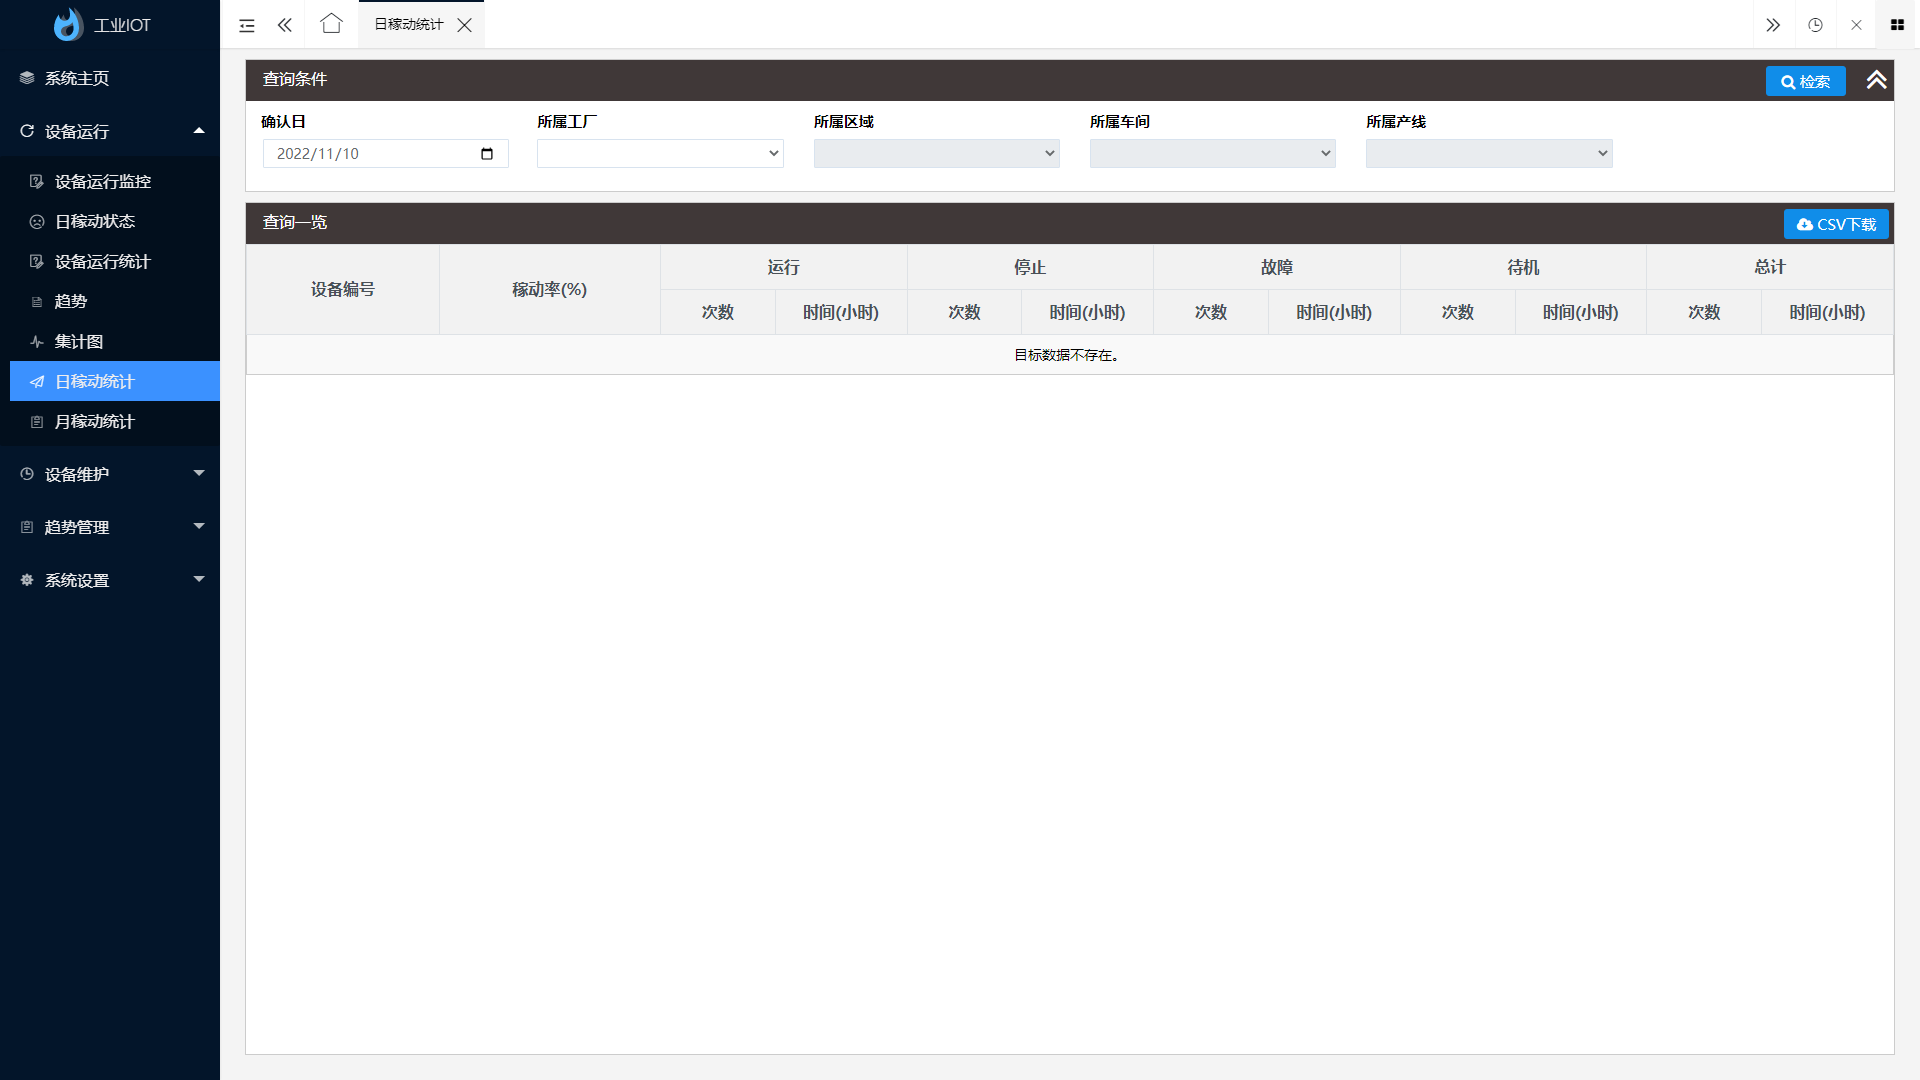 工业IOT
日稼动统计
系统主页
设备运行
设备运行监控
日稼动状态
设备运行统计
趋势
集计图
日稼动统计
月稼动统计
设备维护
趋势管理
系统设置
查询条件
检索
确认日 所属工厂 所属区域 所属车间 所属产线
2022/11/10
查询一览
CSV下载
设备编号 稼动率(%) 运行 停止 故障 待机 总计
次数 时间(小时) 次数 时间(小时) 次数 时间(小时) 次数 时间(小时) 次数 时间(小时)
目标数据不存在。